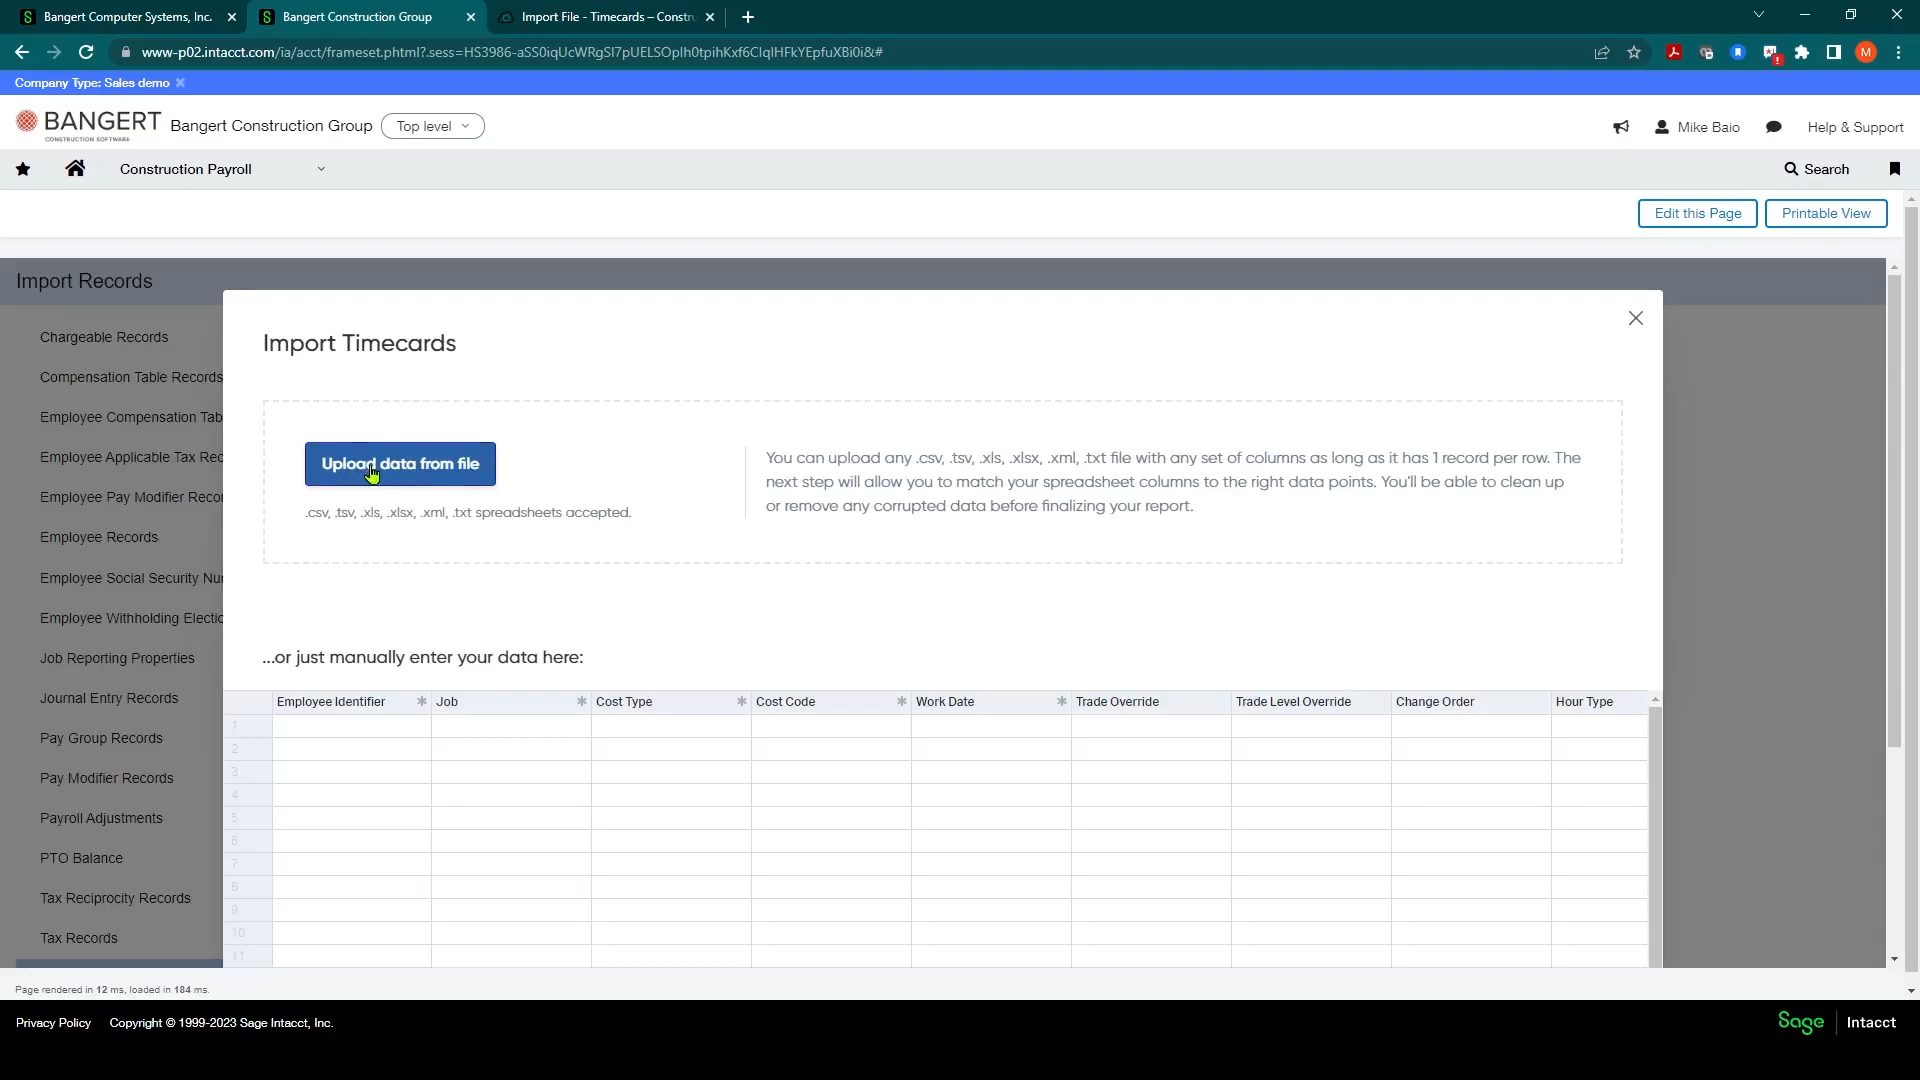 Bangert Computer Systems, Inc.
Bangert Construction Group
Import File - Timecards – Constru
www-p02.intacct.com/ia/acct/frameset.phtml?.sess=HS3986-aSS0iqUcWRgSI7pUELSOplh0tpihKxf6ClqIHFkYEpfuXBi0i&#
M
Company Type: Sales demo
BANGERT
CONSTRUCTION SOFTWARE
Bangert Construction Group
Top level
Mike Baio
Help & Support
Construction Payroll
Search
Edit this Page
Printable View
Import Records
Chargeable Records
Compensation Table Records
Employee Compensation Tab
Employee Applicable Tax Rec
Employee Pay Modifier Recor
Employee Records
Employee Social Security Nu
Employee Withholding Electio
Job Reporting Properties
Journal Entry Records
Pay Group Records
Pay Modifier Records
Payroll Adjustments
PTO Balance
Tax Reciprocity Records
Tax Records
Import Timecards
Upload data from file
.csv, .tsv, .xls, .xlsx, .xml, .txt spreadsheets accepted.
You can upload any .csv, .tsv, .xls, .xlsx, .xml, .txt file with any set of columns as long as it has 1 record per row. The
next step will allow you to match your spreadsheet columns to the right data points. You'll be able to clean up
or remove any corrupted data before finalizing your report.
...or just manually enter your data here:
Employee Identifier * Job * Cost Type * Cost Code * Work Date * Trade Override Trade Level Override Change Order Hour Type
1
2
3
4
5
6
7
8
9
10
11
Page rendered in 12 ms, loaded in 184 ms.
Privacy Policy Copyright © 1999-2023 Sage Intacct, Inc.
Sage Intacct